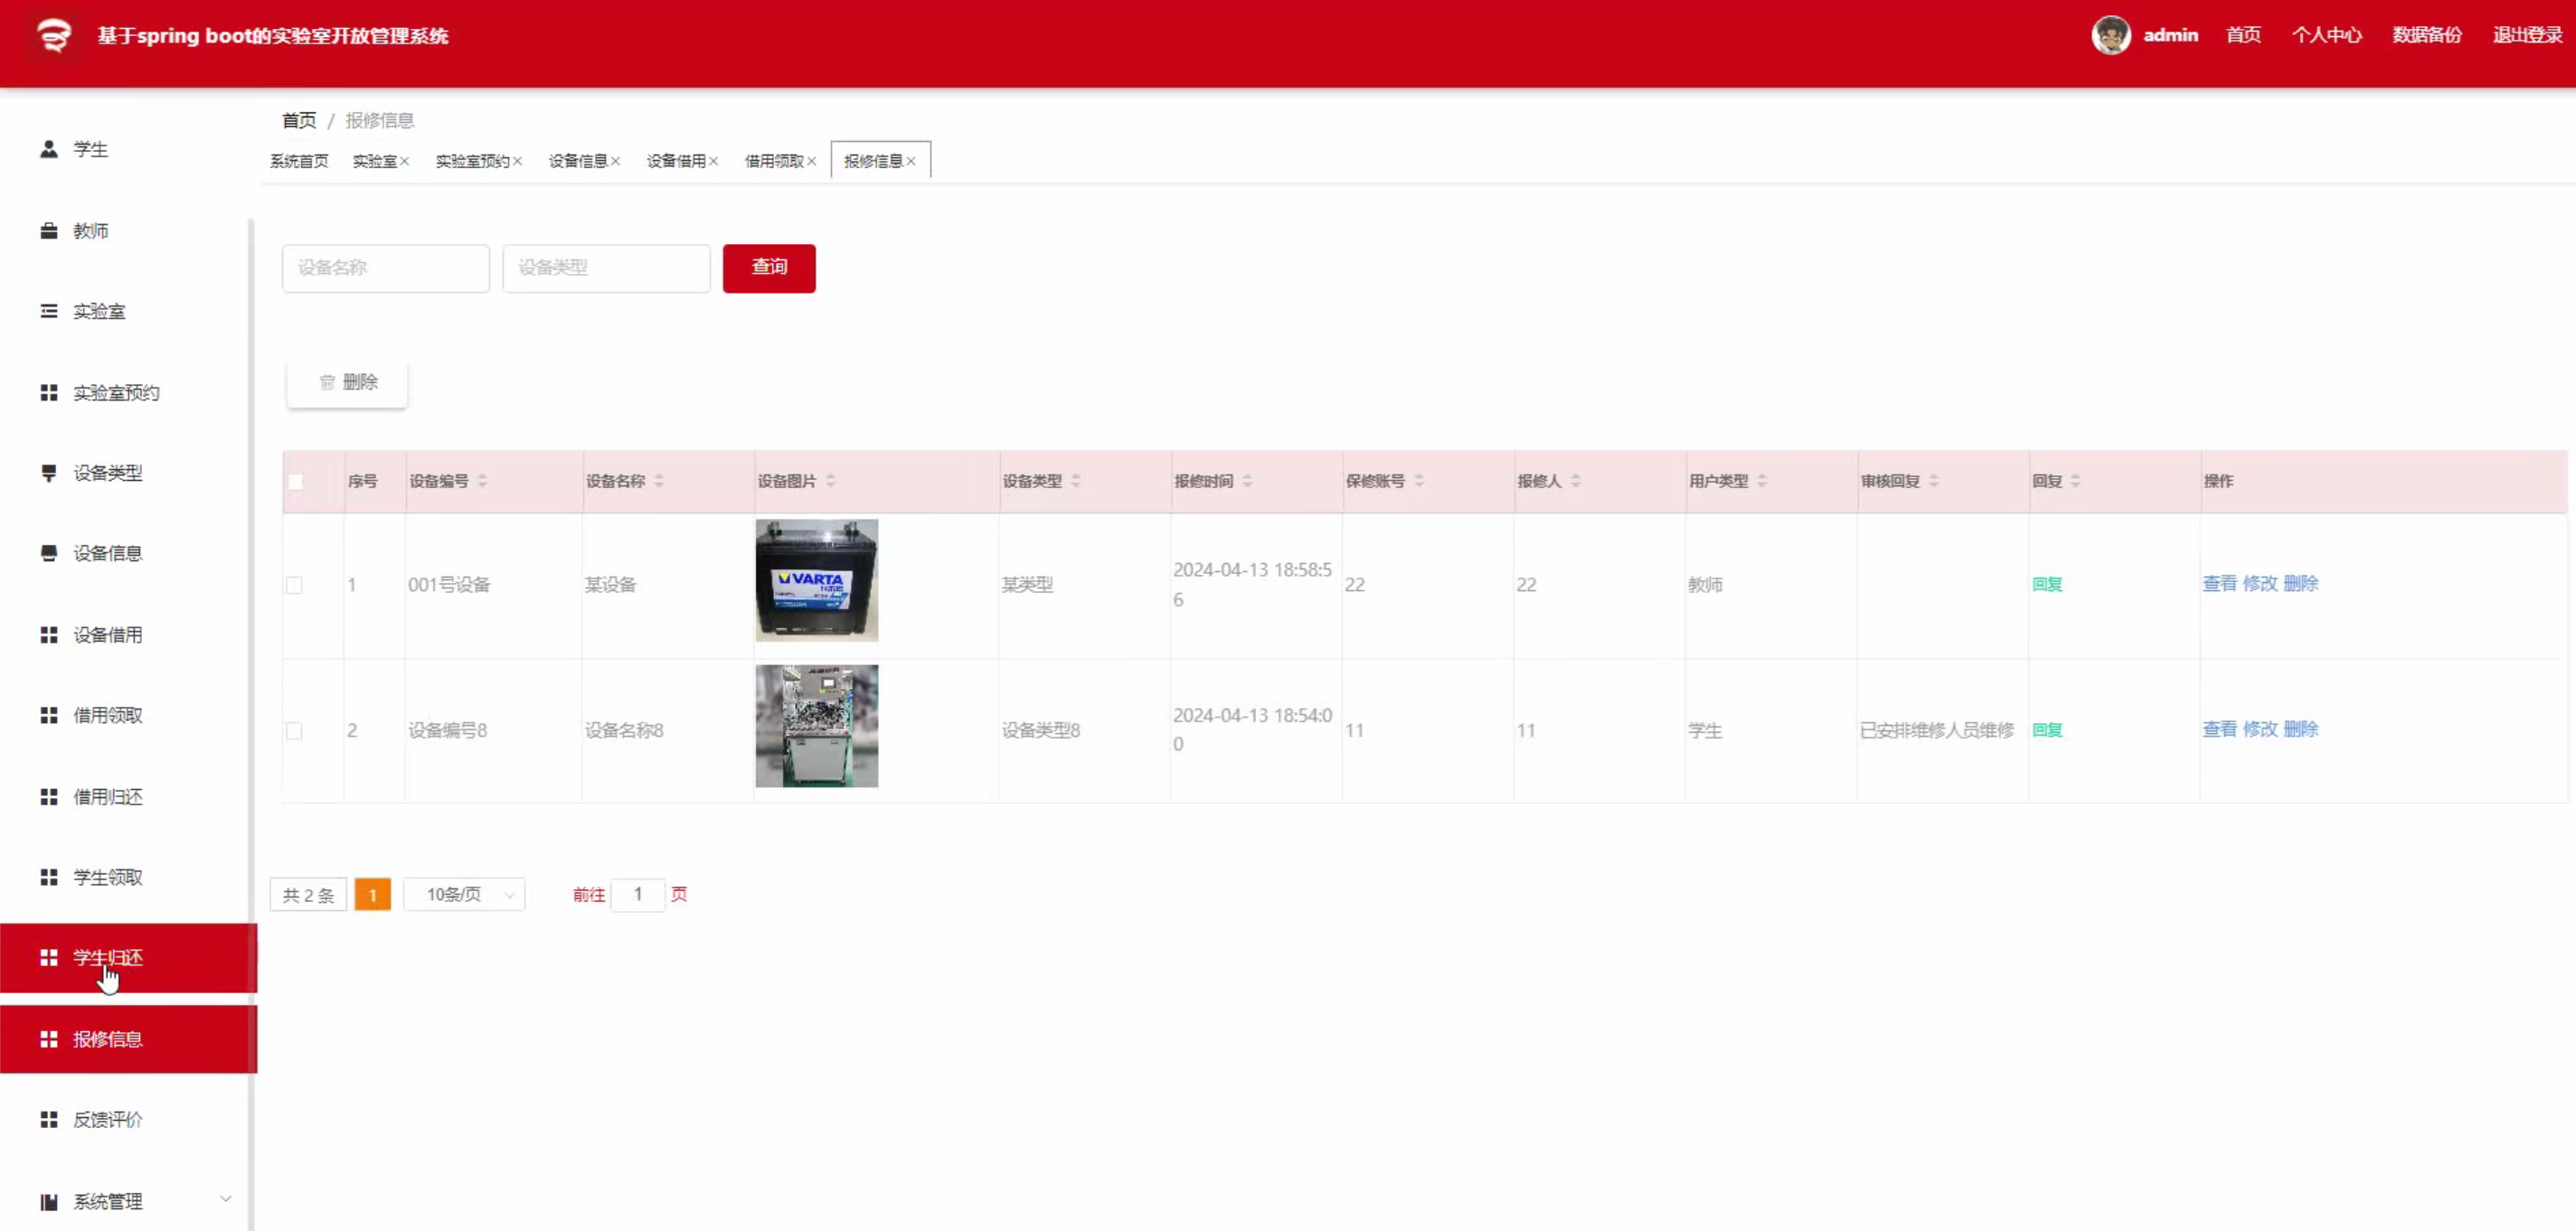 基于spring boot的实验室开放管理系统
admin 首页 个人中心 数据备份 退出登录
首页 / 报修信息
系统首页 实验室× 实验室预约× 设备信息× 设备借用× 借用领取× 报修信息×
学生
教师
实验室
实验室预约
设备类型
设备信息
设备借用
借用领取
借用归还
学生领取
学生归还
报修信息
反馈评价
系统管理
设备名称 设备类型 查询
删除
序号 设备编号 设备名称 设备图片 设备类型 报修时间 保修账号 报修人 用户类型 审核回复 回复 操作
1 001号设备 某设备 VARTA 某类型 2024-04-13 18:58:5
6 22 22 教师 回复 查看 修改 删除
2 设备编号8 设备名称8 设备类型8 2024-04-13 18:54:0
0 11 11 学生 已安排维修人员维修 回复 查看 修改 删除
共 2 条 1 10条/页 前往 1 页